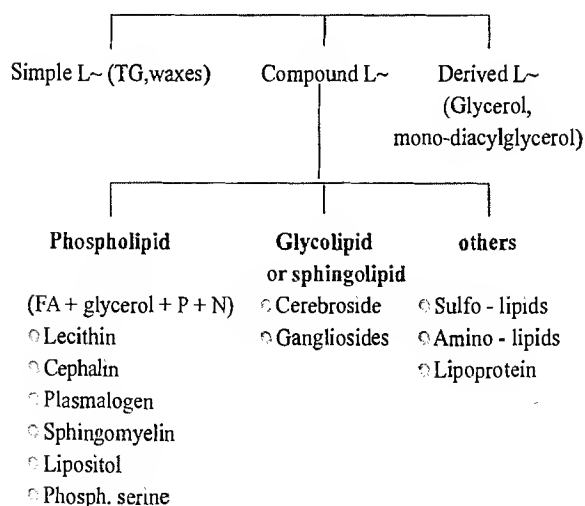 Simple L~ (TG,waxes) Compound L~ Derived L~
(Glycerol,
mono-diacylglycerol)
Phospholipid Glycolipid others
or sphingolipid
(FA + glycerol + P + N) Cerebroside Sulfo - lipids
Lecithin Gangliosides Amino - lipids
Cephalin Lipoprotein
Plasmalogen
Sphingomyelin
Lipositol
Phosph. serine